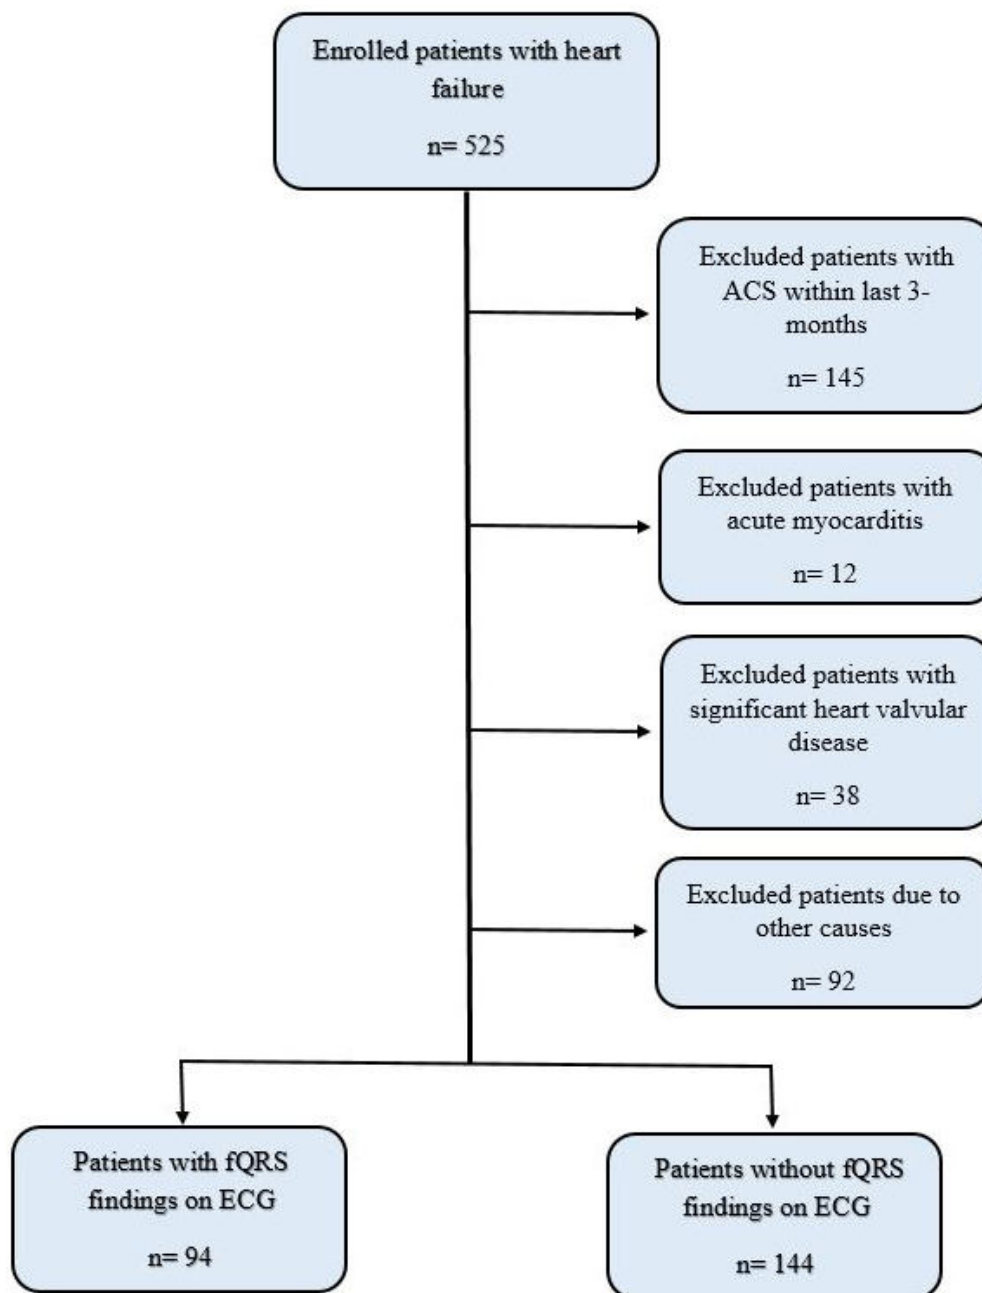 Enrolled patients with heart
failure
n= 525
Excluded patients with
ACS within last 3-
months
n= 145
Excluded patients with
acute myocarditis
n= 12
Excluded patients with
significant heart valvular
disease
n= 38
Excluded patients due to
other causes
n= 92
Patients with fQRS
findings on ECG
n= 94
Patients without fQRS
findings on ECG
n= 144